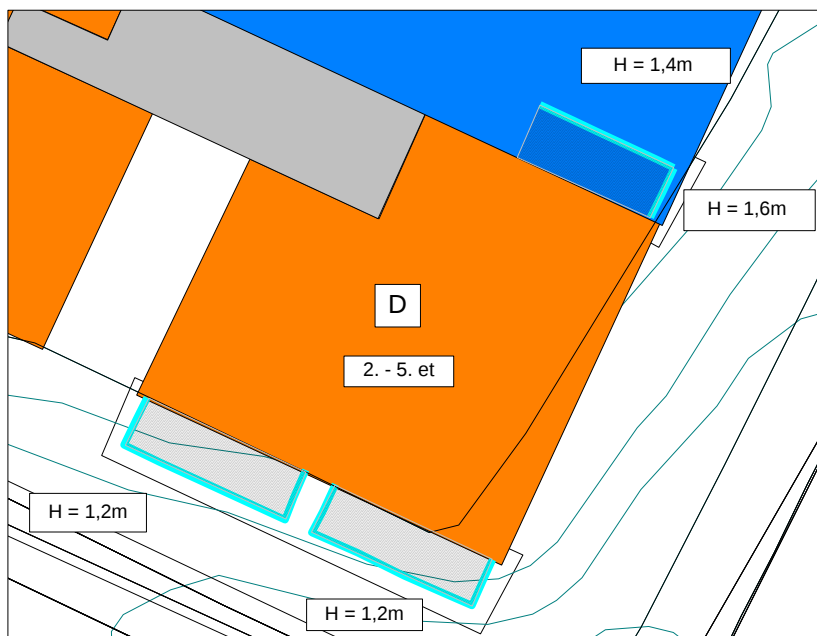 H = 1,4m
H = 1,6m
D
2. - 5. et
H = 1,2m
H = 1,2m